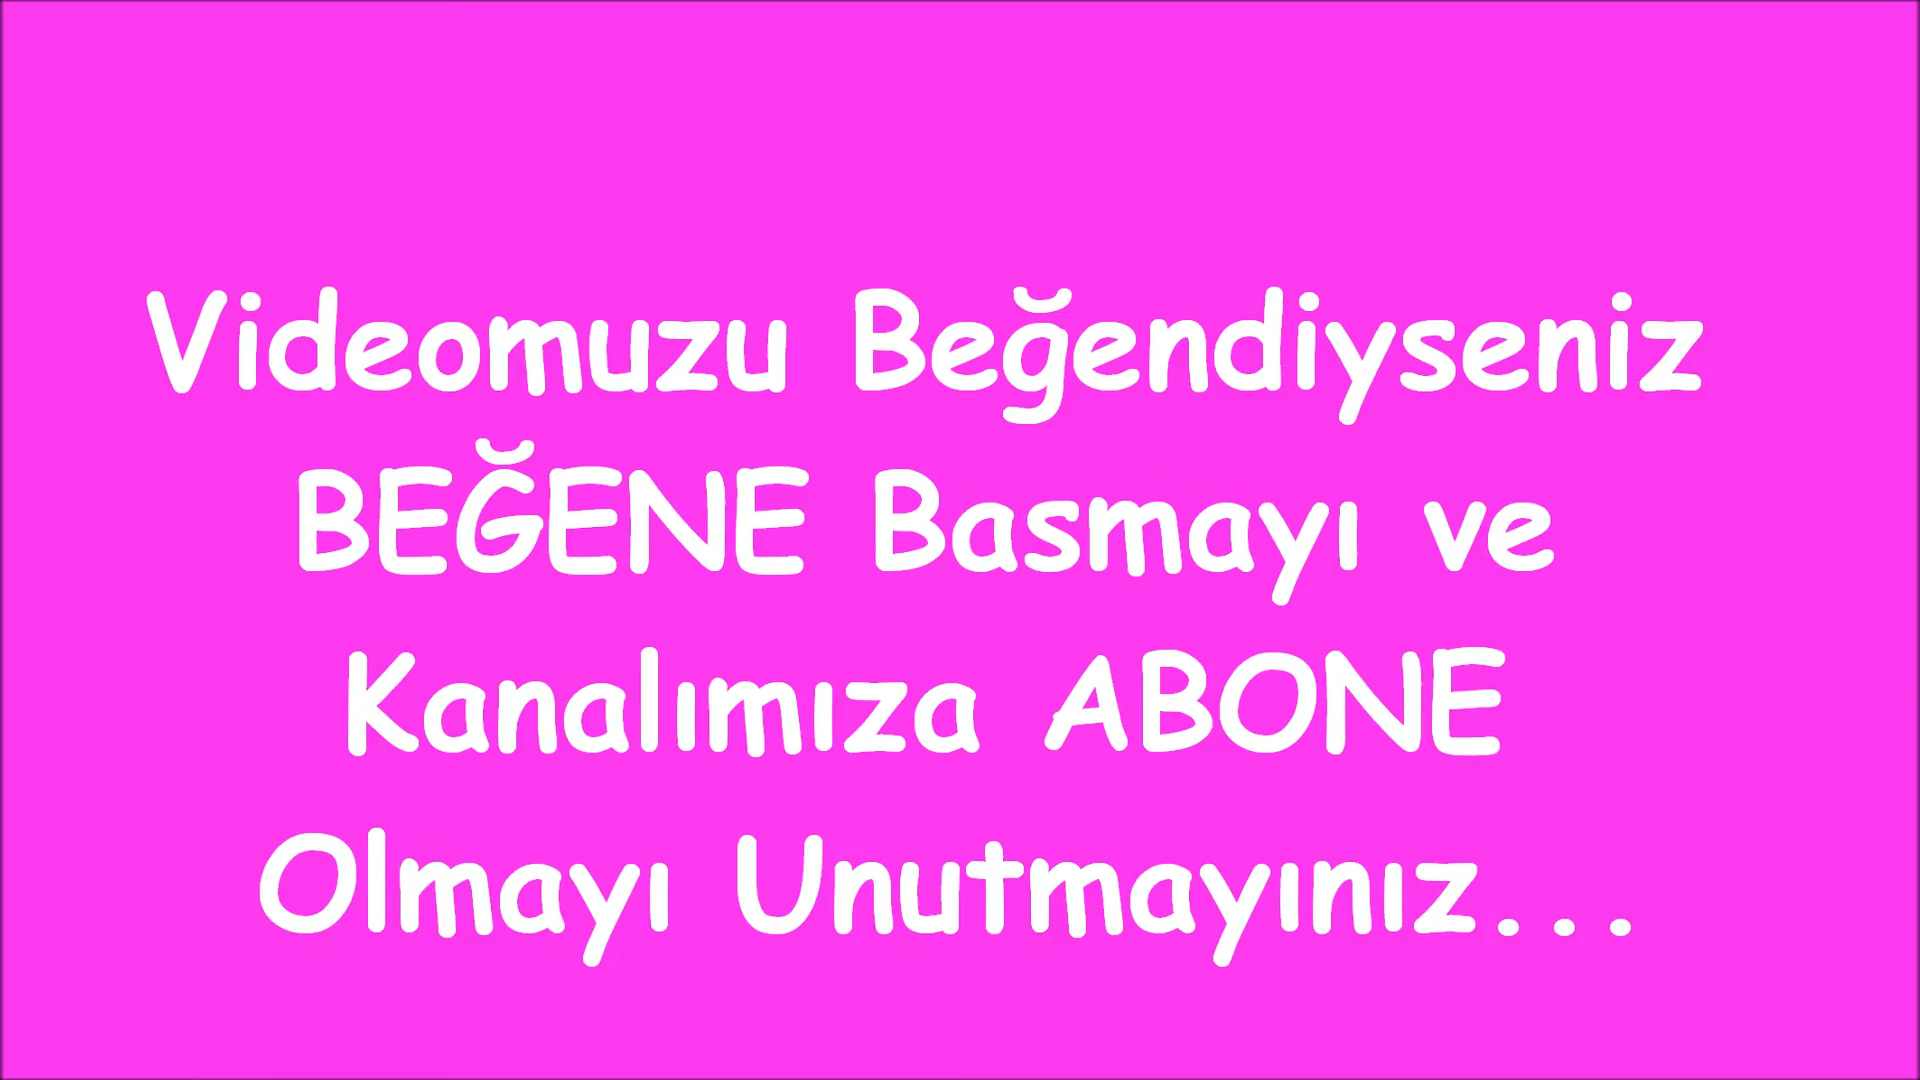 Videomuzu Beğendiyseniz
BEĞENE Basmayı ve
Kanalımıza ABONE
Olmayı Unutmayınız...